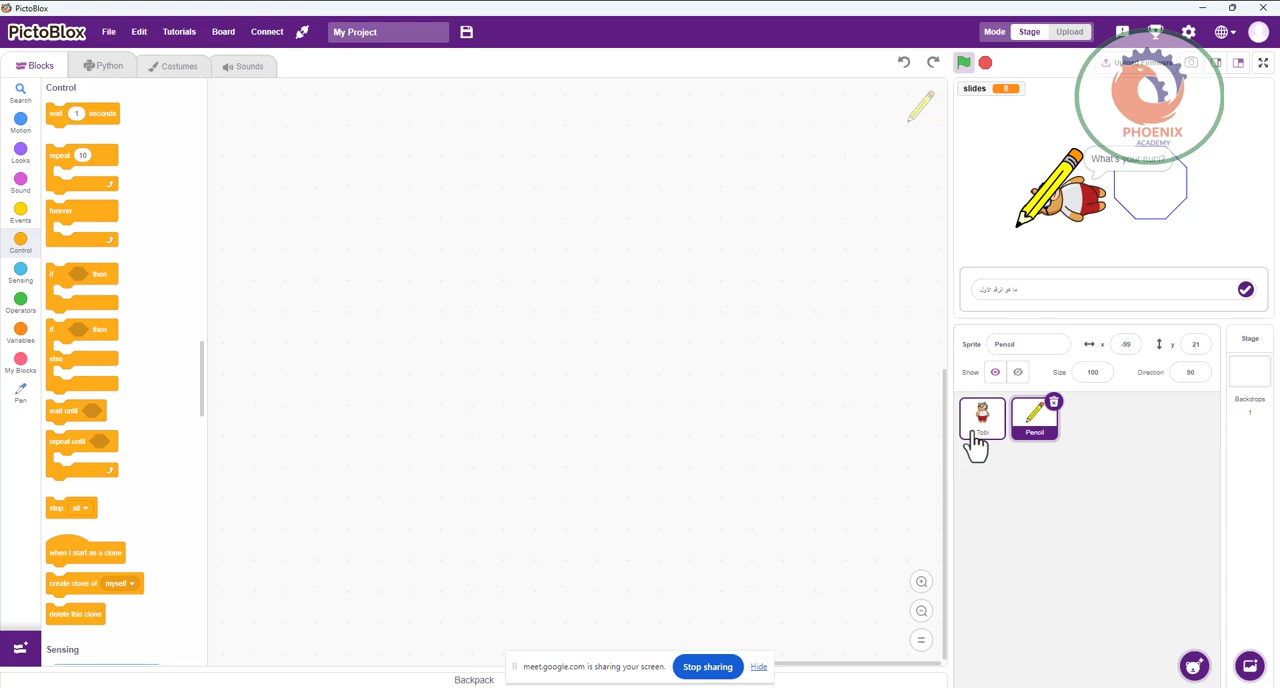 PictoBlox
PictoBlox File Edit Tutorials Board Connect My Project Mode Stage Upload
Blocks Python Costumes Sounds
Upload Firmware
Search
Motion
Looks
Sound
Events
Control
Sensing
Operators
Variables
My Blocks
Pen
Control
wait 1 seconds
repeat 10
forever
if then
if then
else
wait until
repeat until
stop all
when I start as a clone
create clone of myself
delete this clone
Sensing
slides 8
PHOENIX
ACADEMY
What's your num?
ما هو الرقم الاول
Sprite Pencil x -99 y 21
Show Size 100 Direction 90
Tobi Pencil
Stage
Backdrops
1
meet.google.com is sharing your screen. Stop sharing Hide
Backpack